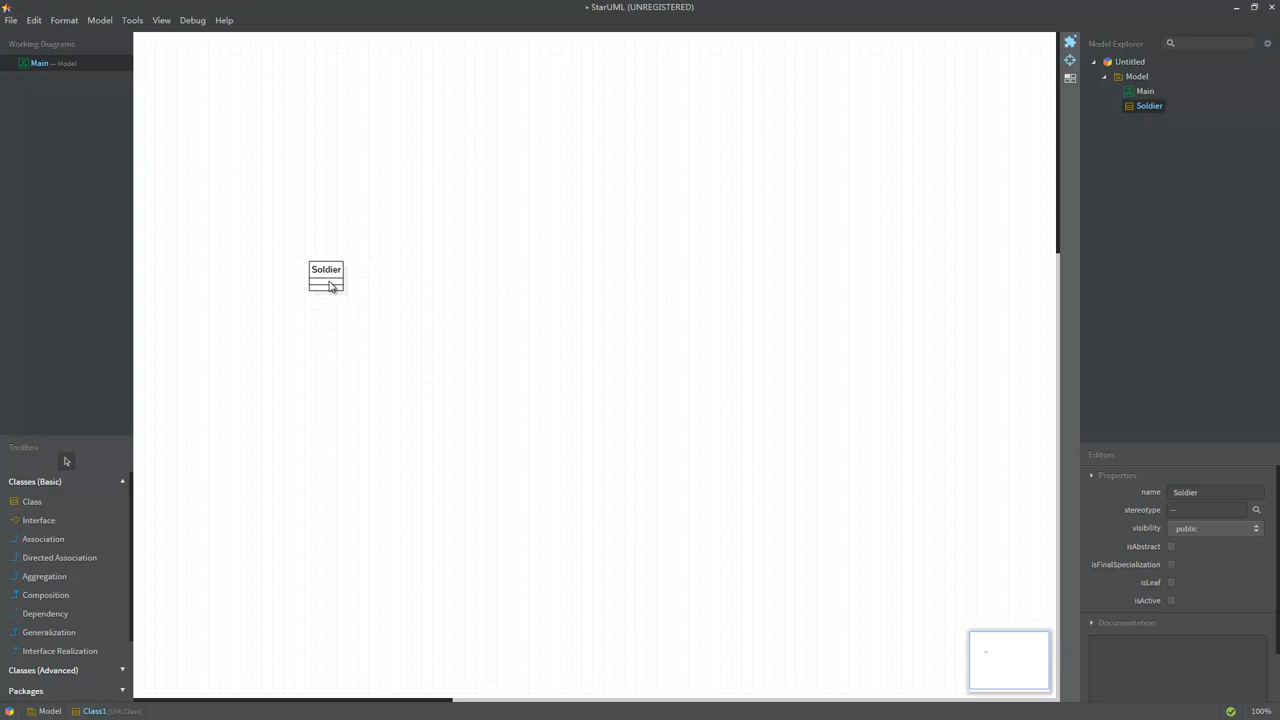 • StarUML (UNREGISTERED)
File Edit Format Model Tools View Debug Help
Working Diagrams
Main — Model
Soldier
Toolbox
Classes (Basic)
Class
Interface
Association
Directed Association
Aggregation
Composition
Dependency
Generalization
Interface Realization
Classes (Advanced)
Packages
Model Explorer
Untitled
Model
Main
Soldier
Editors
Properties
name Soldier
stereotype —
visibility public
isAbstract
isFinalSpecialization
isLeaf
isActive
Documentation
Model Class1 [UMLClass] 100%